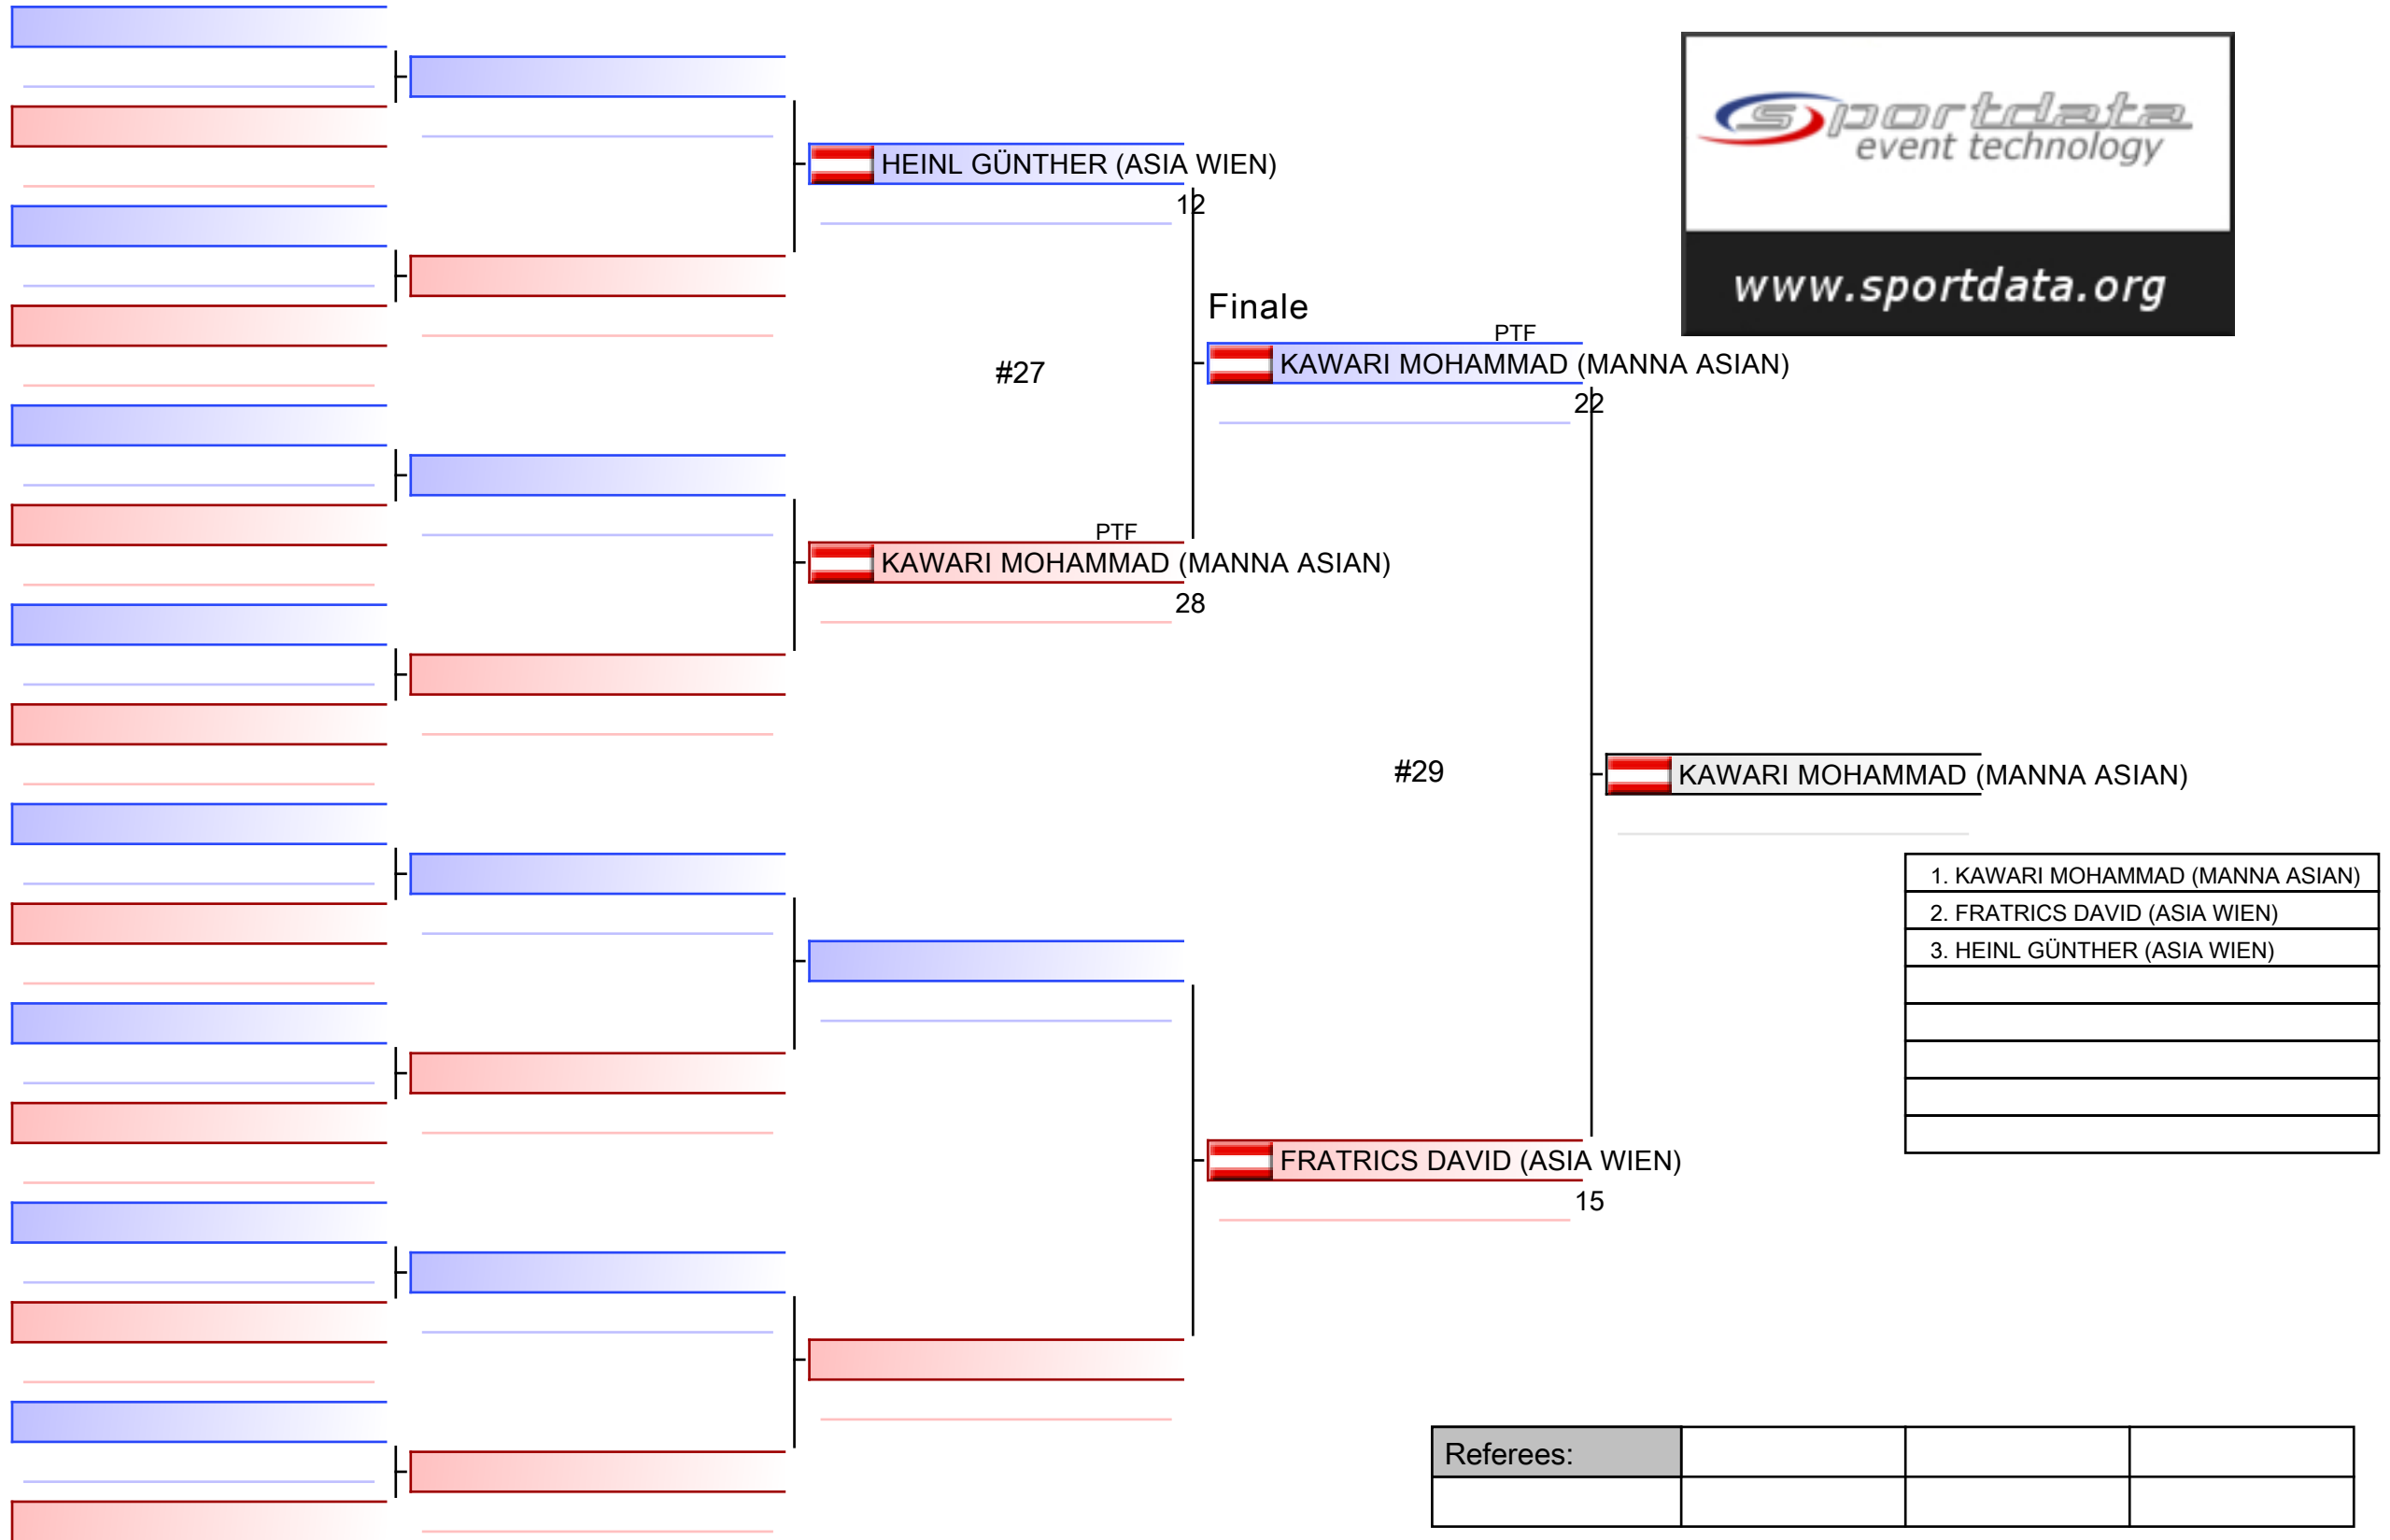 sportdata
event technology
www.sportdata.org
HEINL GÜNTHER (ASIA WIEN)
12
Finale
PTF
#27
KAWARI MOHAMMAD (MANNA ASIAN)
22
PTF
KAWARI MOHAMMAD (MANNA ASIAN)
28
#29
KAWARI MOHAMMAD (MANNA ASIAN)
1. KAWARI MOHAMMAD (MANNA ASIAN)
2. FRATRICS DAVID (ASIA WIEN)
3. HEINL GÜNTHER (ASIA WIEN)
FRATRICS DAVID (ASIA WIEN)
15
Referees: